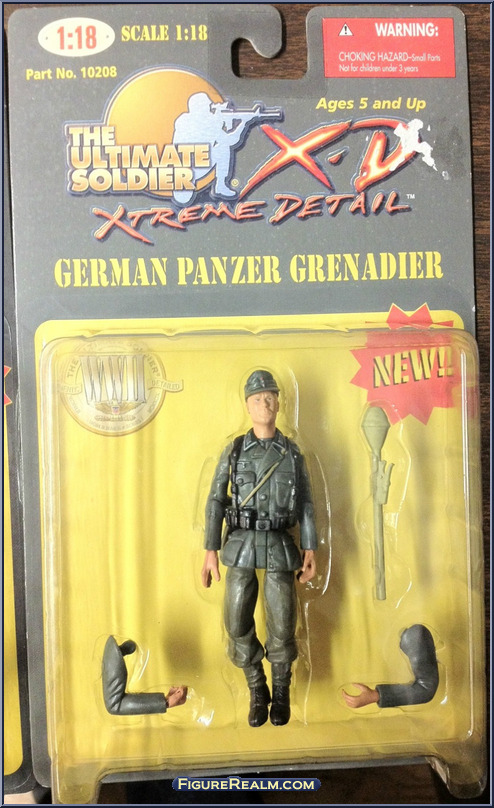 1:18
SCALE 1:18
Part No. 10208
WARNING:
CHOKING HAZARD-Small Parts
Not for children under 3 years
Ages 5 and Up
THE
ULTIMATE
SOLDIER®
X·D
XTREME DETAIL™
GERMAN PANZER GRENADIER
WWII
NEW!!
FIGUREREALM.COM